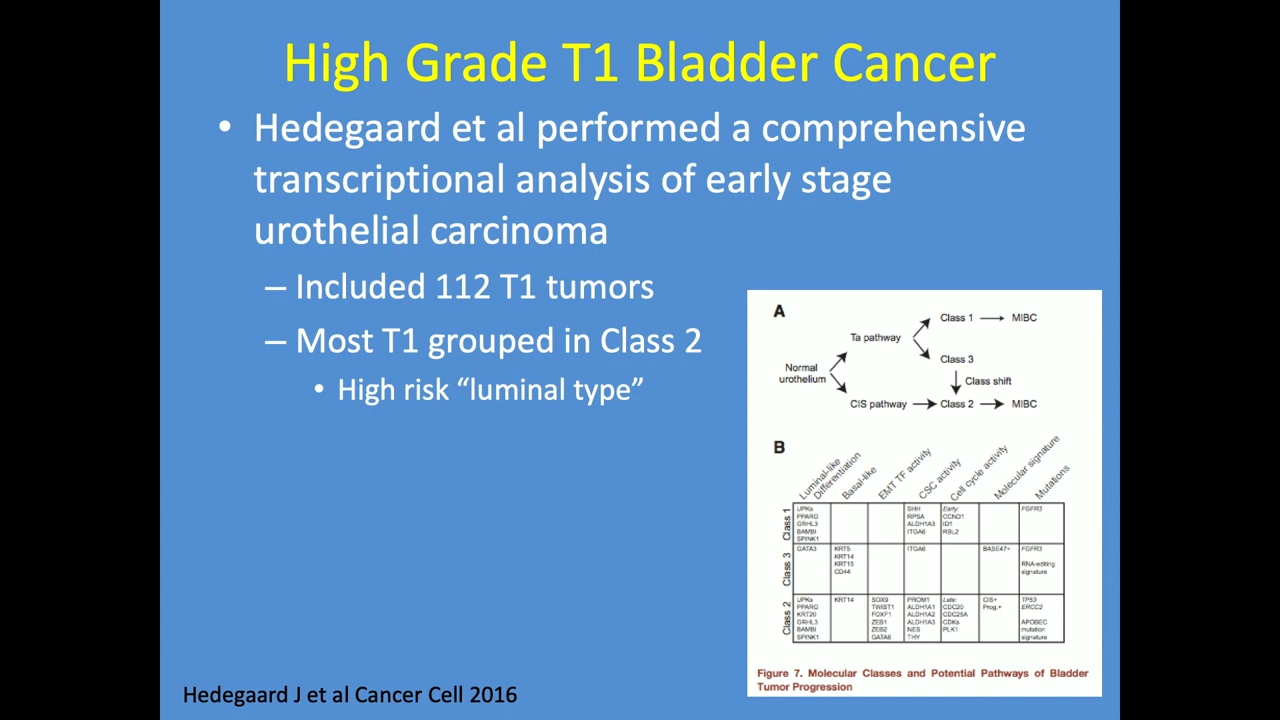 High Grade T1 Bladder Cancer
• Hedegaard et al performed a comprehensive
transcriptional analysis of early stage
urothelial carcinoma
– Included 112 T1 tumors
– Most T1 grouped in Class 2
• High risk “luminal type”
A
Normal
urothelium
Ta pathway
Class 1
MIBC
Class 3
Class shift
CIS pathway
Class 2
MIBC
B
Luminal-like
Differentiation
Basal-like
EMT TF activity
CSC activity
Cell cycle activity
Molecular signature
Mutations
Class 1
UPKs
PPARG
GRHL3
BAMBI
SPINK1
SHH
RPSA
ALDH1A3
ITGA6
Early:
CCND1
ID1
RBL2
FGFR3
Class 3
GATA3
KRT5
KRT14
KRT15
CD44
ITGA6
BASE47+
FGFR3
RNA-editing
signature
Class 2
UPKs
PPARG
KRT20
GRHL3
BAMBI
SPINK1
KRT14
SOX9
TWIST1
FOXF1
ZEB1
ZEB2
GATA6
PROM1
ALDH1A1
ALDH1A2
ALDH1A3
NES
THY
Late:
CDC20
CDC25A
CDKs
PLK1
CIS+
Prog.+
TP53
ERCC2
APOBEC
mutation
signature
Figure 7. Molecular Classes and Potential Pathways of Bladder
Tumor Progression
Hedegaard J et al Cancer Cell 2016